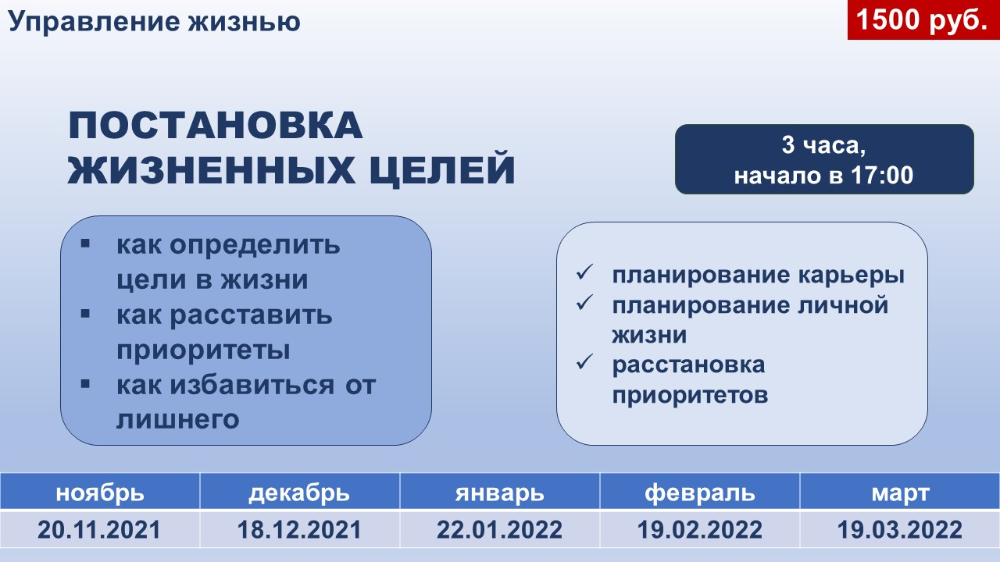 Управление жизнью
1500 руб.
ПОСТАНОВКА
ЖИЗНЕННЫХ ЦЕЛЕЙ
3 часа,
начало в 17:00
▪ как определить
цели в жизни
▪ как расставить
приоритеты
▪ как избавиться от
лишнего
✓ планирование карьеры
✓ планирование личной
жизни
✓ расстановка
приоритетов
ноябрь декабрь январь февраль март
20.11.2021 18.12.2021 22.01.2022 19.02.2022 19.03.2022